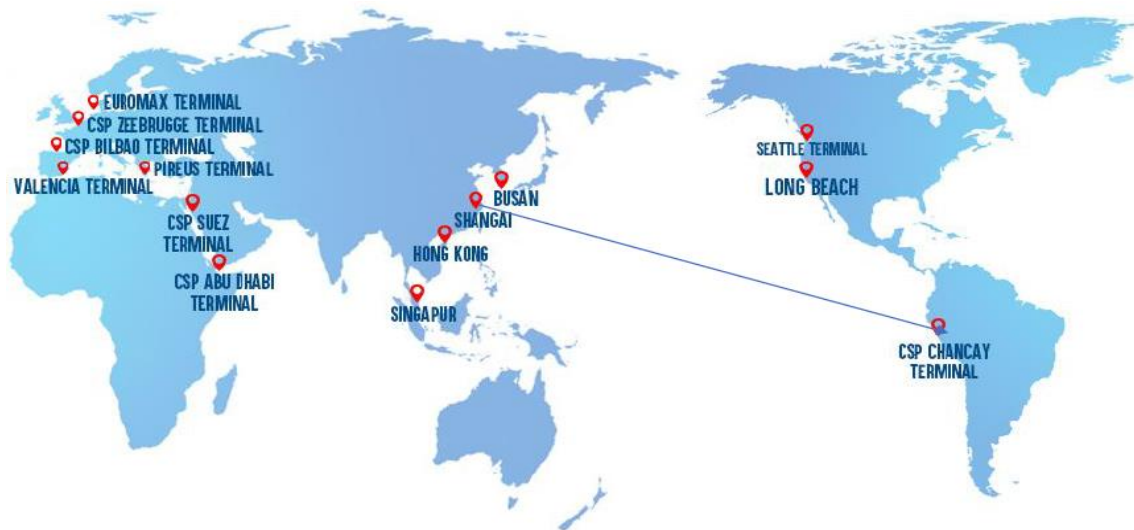 EUROMAX TERMINAL
CSP ZEEBRUGGE TERMINAL
CSP BILBAO TERMINAL
PIREUS TERMINAL
VALENCIA TERMINAL
CSP SUEZ
TERMINAL
CSP ABU DHABI
TERMINAL
BUSAN
SHANGAI
HONG KONG
SINGAPUR
SEATTLE TERMINAL
LONG BEACH
CSP CHANCAY
TERMINAL